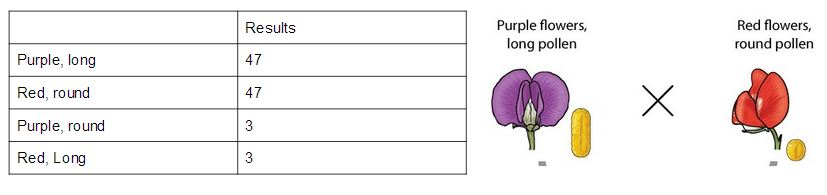 Results
Purple, long 47
Red, round 47
Purple, round 3
Red, Long 3
Purple flowers,
long pollen
Red flowers,
round pollen